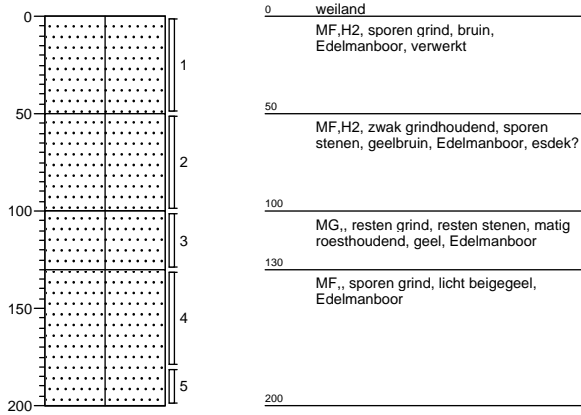 0
50
100
150
200
1
2
3
4
5
0 weiland
MF,H2, sporen grind, bruin,
Edelmanboor, verwerkt
50
MF,H2, zwak grindhoudend, sporen
stenen, geelbruin, Edelmanboor, esdek?
100
MG,, resten grind, resten stenen, matig
roesthoudend, geel, Edelmanboor
130
MF,, sporen grind, licht beigegeel,
Edelmanboor
200